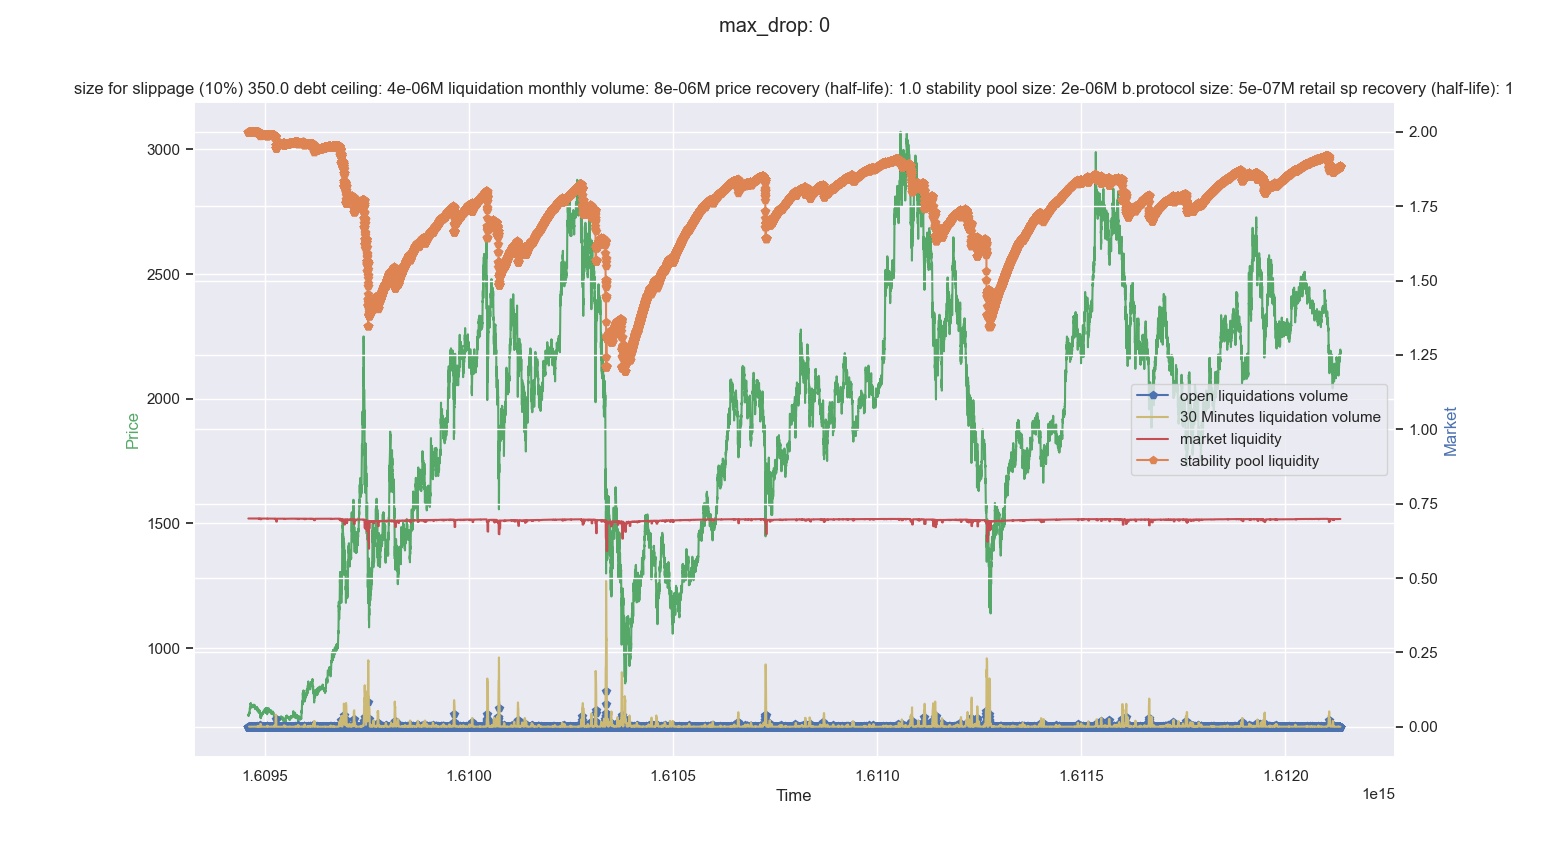 max_drop: 0
size for slippage (10%) 350.0 debt ceiling: 4e-06M liquidation monthly volume: 8e-06M price recovery (half-life): 1.0 stability pool size: 2e-06M b.protocol size: 5e-07M retail sp recovery (half-life): 1
3000
2500
2000
1500
1000
Price
2.00
1.75
1.50
1.25
1.00
0.75
0.50
0.25
0.00
Market
open liquidations volume
30 Minutes liquidation volume
market liquidity
stability pool liquidity
1.6095 1.6100 1.6105 1.6110 1.6115 1.6120
1e15
Time